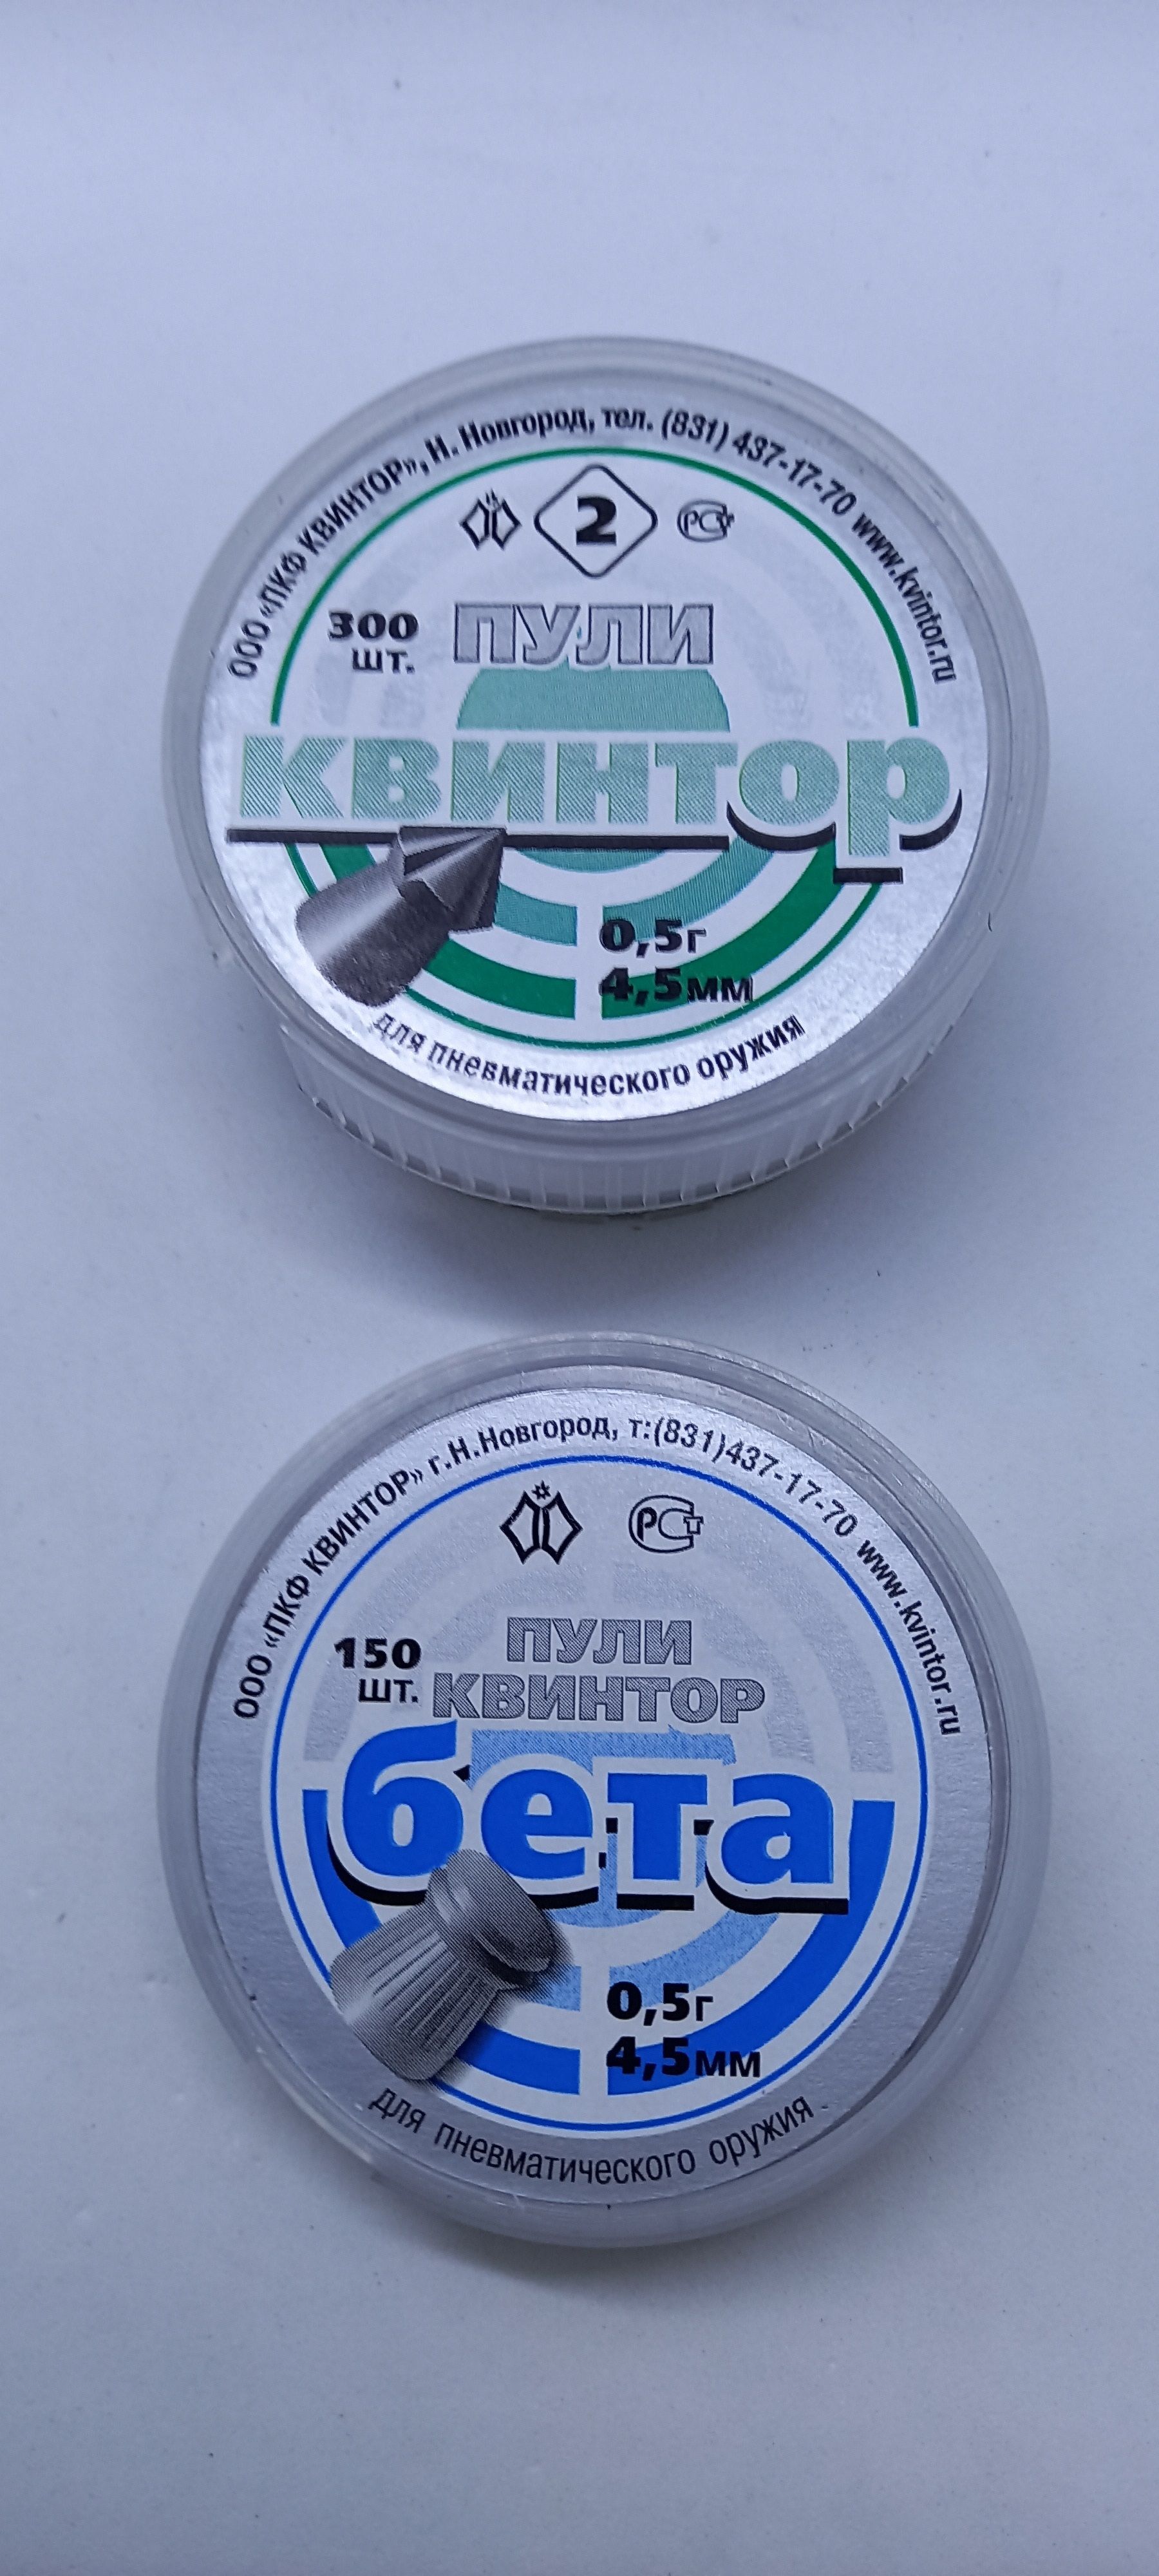 ООО «ПКФ КВИНТОР», Н. Новгород, тел. (831) 437-17-70 www.kvintor.ru
2
РСТ
300
шт.
ПУЛИ
КВИНТОР
0,5г
4,5мм
для пневматического оружия
ООО «ПКФ КВИНТОР» г.Н.Новгород, т:(831)437-17-70 www.kvintor.ru
РСТ
150
шт.
ПУЛИ
КВИНТОР
бета
0,5г
4,5мм
для пневматического оружия